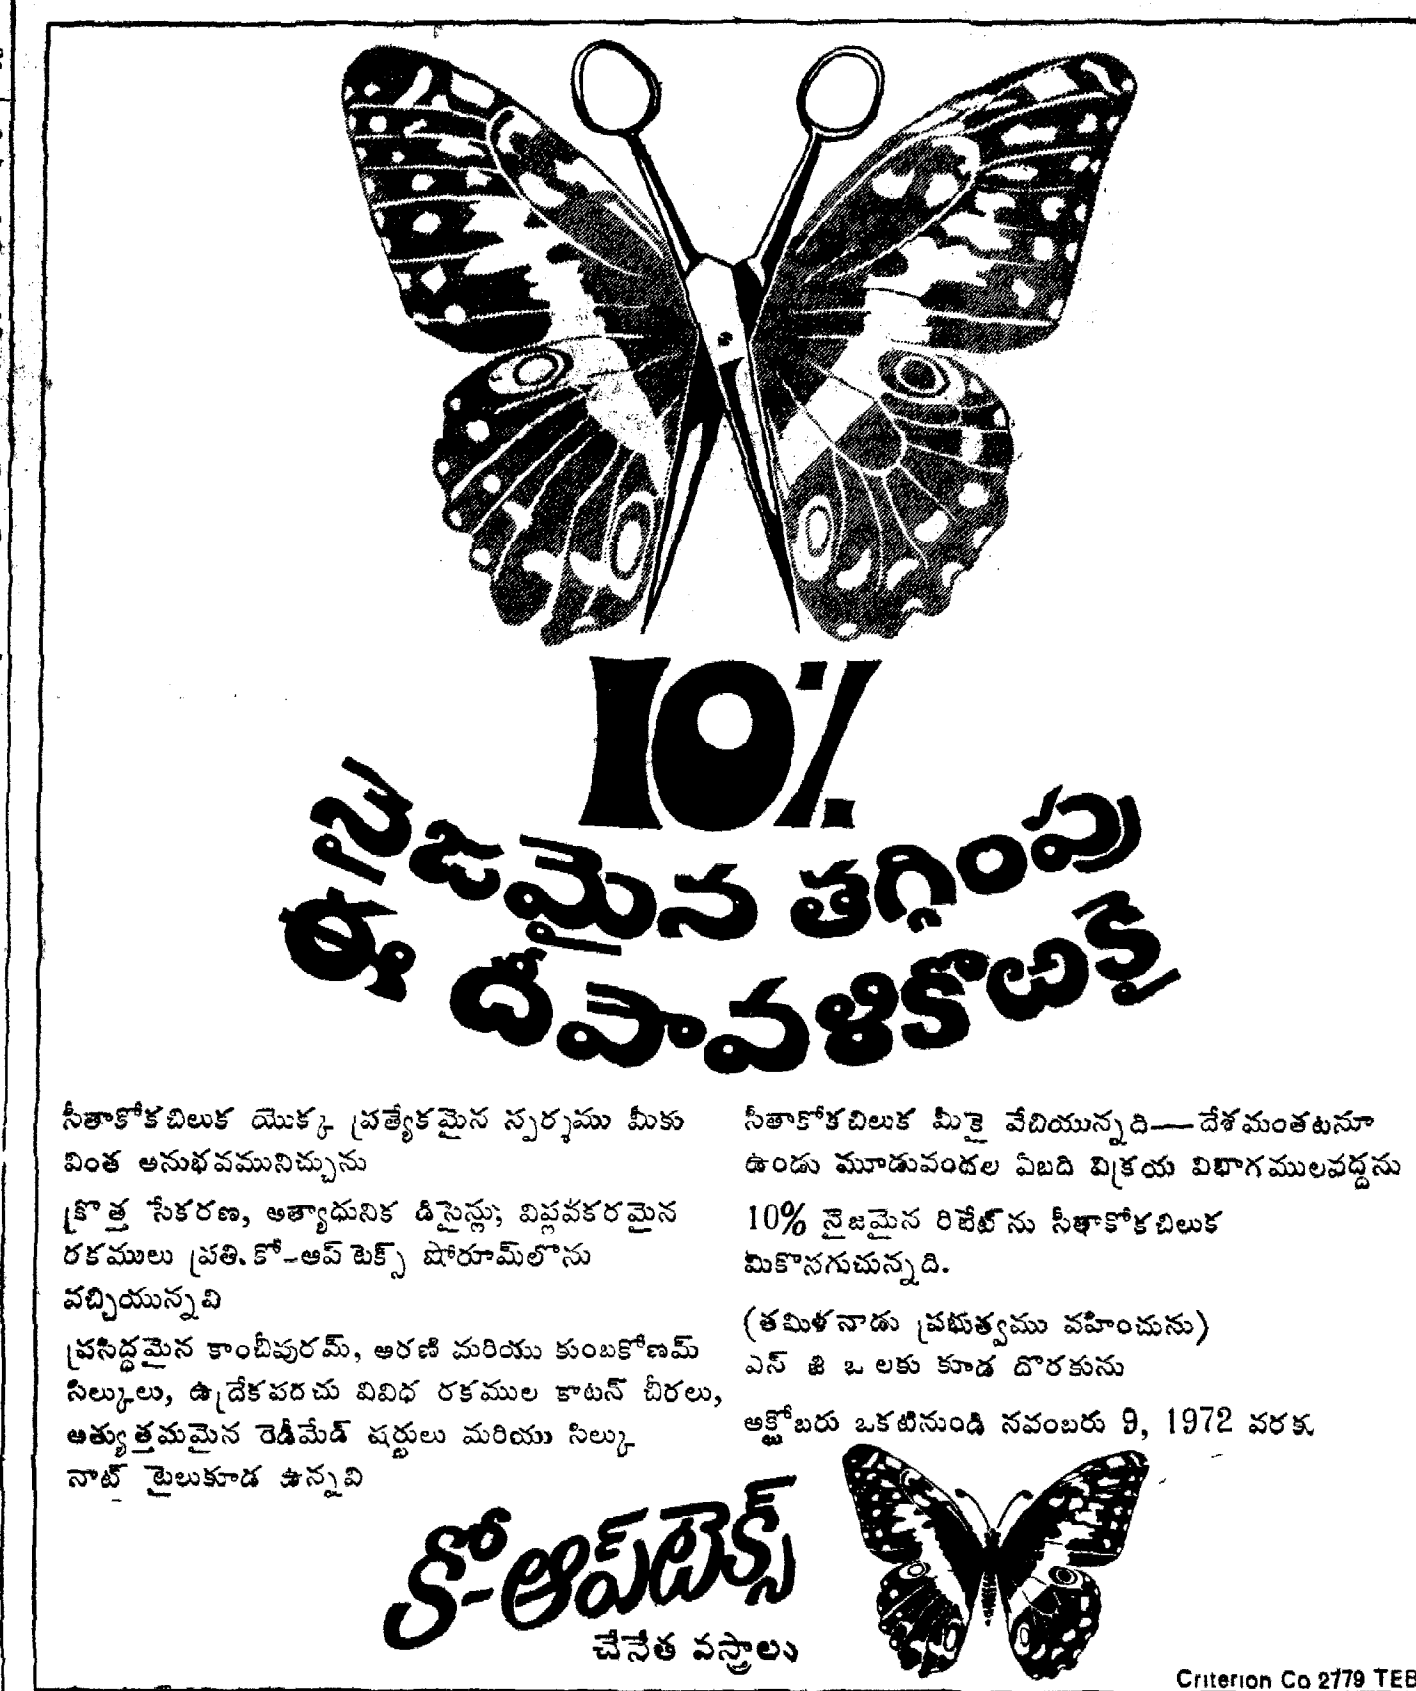 10%
నైజమైన తగ్గింపు
ఈ దీపావళికొఱకై
సీతాకోకచిలుక యొక్క ప్రత్యేకమైన స్పర్శము మీకు
వింత అనుభవమునిచ్చును
క్రొత్త సేకరణ, అత్యాధునిక డిసైన్లు; విప్లవకరమైన
రకములు ప్రతి. కో-ఆప్ టెక్స్ షోరూమ్‌లోను
వచ్చియున్నవి
ప్రసిద్ధమైన కాంచీపురమ్, ఆరణి మరియు కుంబకోణమ్
సిల్కులు, ఉద్రేకపరచు వివిధ రకముల కాటన్ చీరలు,
అత్యుత్తమమైన రెడీమేడ్ షర్టులు మరియు సిల్కు
నాట్ టైలుకూడ ఉన్నవి
సీతాకోకచిలుక మీకై వేచియున్నది—దేశమంతటనూ
ఉండు మూడువందల ఏబది విక్రయ విభాగములవద్దను
10% నైజమైన రిబేట్‌ను సీతాకోకచిలుక
మికొసగుచున్నది.
(తమిళనాడు ప్రభుత్వము వహించును)
ఎన్ జి ఒ లకు కూడ దొరకును
అక్టోబరు ఒకటినుండి నవంబరు 9, 1972 వరకు
కో-ఆప్‌టెక్స్
చేనేత వస్త్రాలు
Criterion Co 2779 TEB